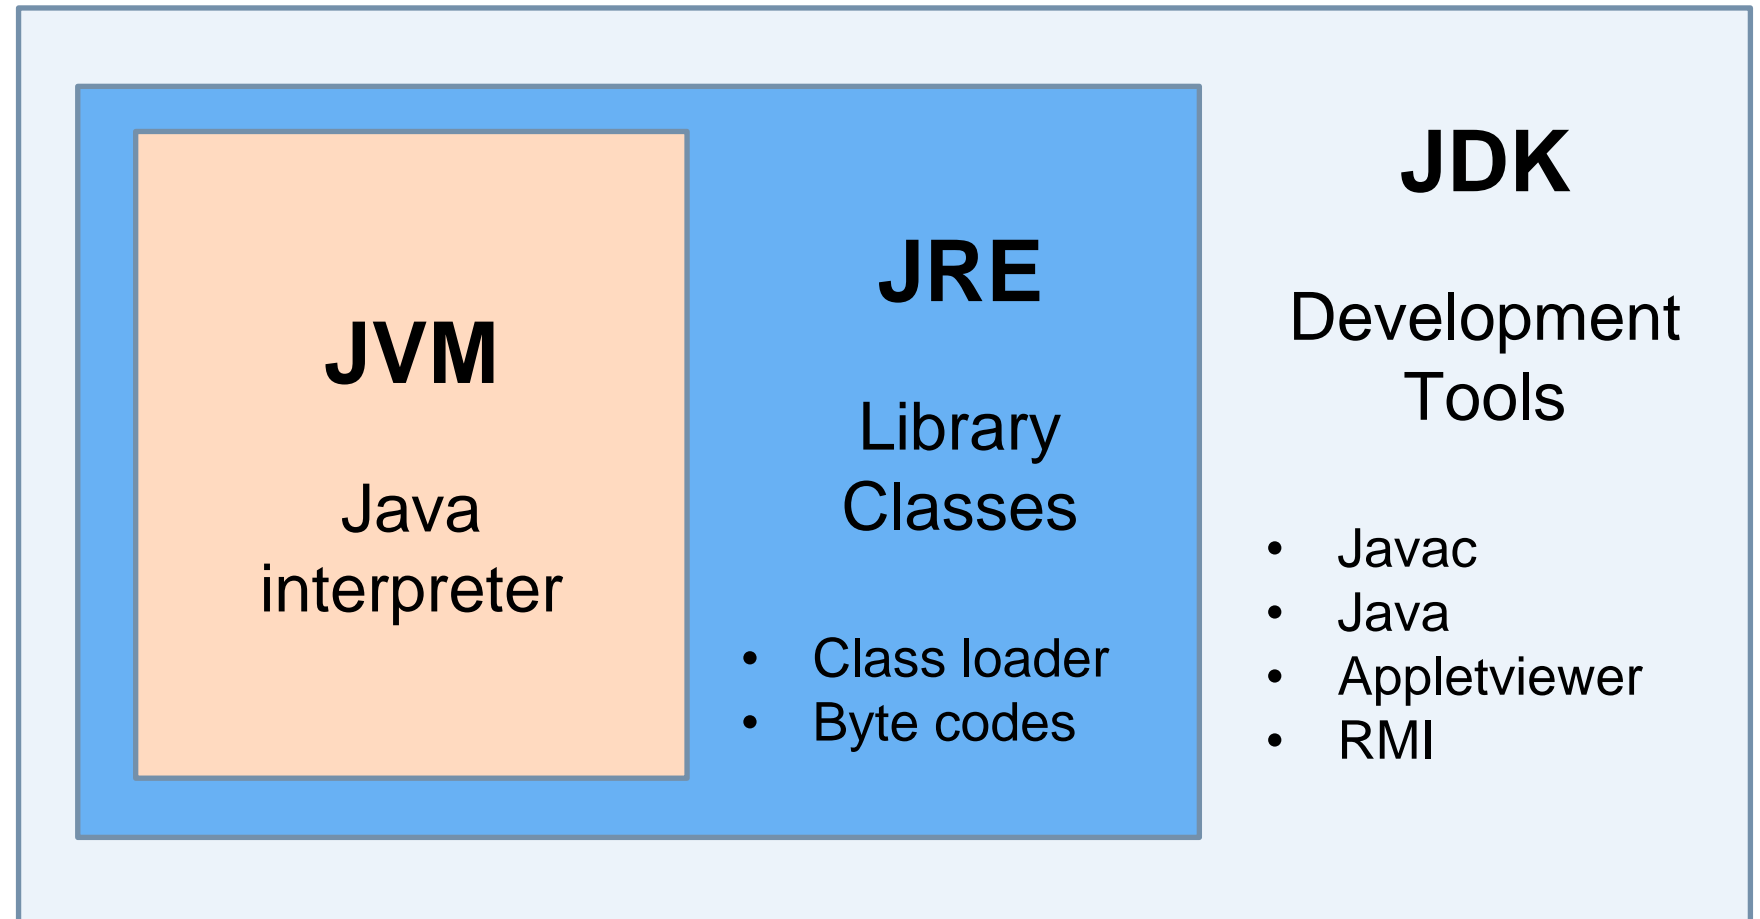 JVM
Java
interpreter
JRE
Library
Classes
• Class loader
• Byte codes
JDK
Development
Tools
• Javac
• Java
• Appletviewer
• RMI